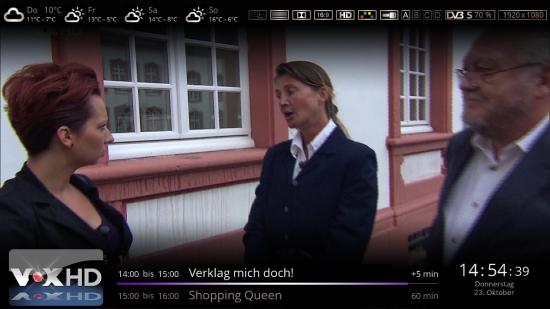 Do 10°C
11°C - 7°C
Fr
13°C - 5°C
Sa
14°C - 8°C
So
16°C - 6°C
16:9 HD A B C D DVB S 70 % 1920 x 1080
VOX HD
14:00 bis 15:00 Verklag mich doch! +5 min
15:00 bis 16:00 Shopping Queen 60 min
14:54:39
Donnerstag
23. Oktober